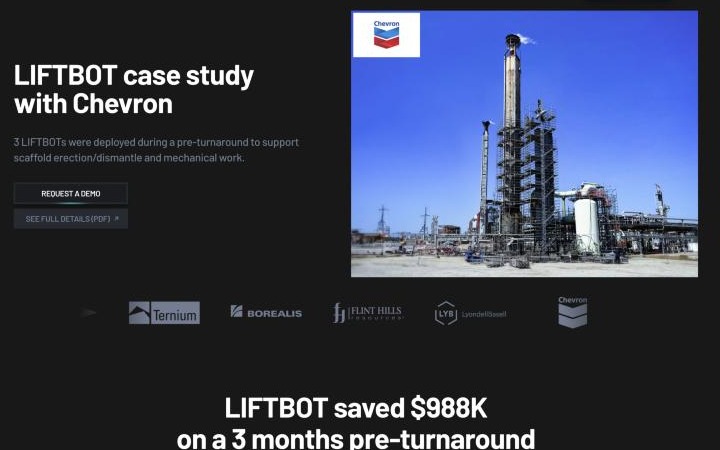 Chevron
LIFTBOT case study
with Chevron
3 LIFTBOTs were deployed during a pre-turnaround to support
scaffold erection/dismantle and mechanical work.
REQUEST A DEMO
SEE FULL DETAILS (PDF) ↗
Ternium
BOREALIS
FLINT HILLS
resources
LYB
LyondellBasell
Chevron
LIFTBOT saved $988K
on a 3 months pre-turnaround